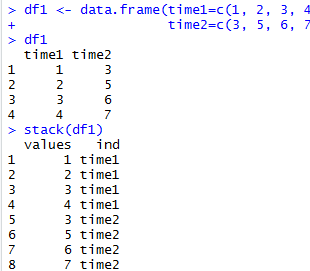 > df1 <- data.frame(time1=c(1, 2, 3, 4
+ time2=c(3, 5, 6, 7
> df1
time1 time2
1 1 3
2 2 5
3 3 6
4 4 7
> stack(df1)
values ind
1 1 time1
2 2 time1
3 3 time1
4 4 time1
5 3 time2
6 5 time2
7 6 time2
8 7 time2